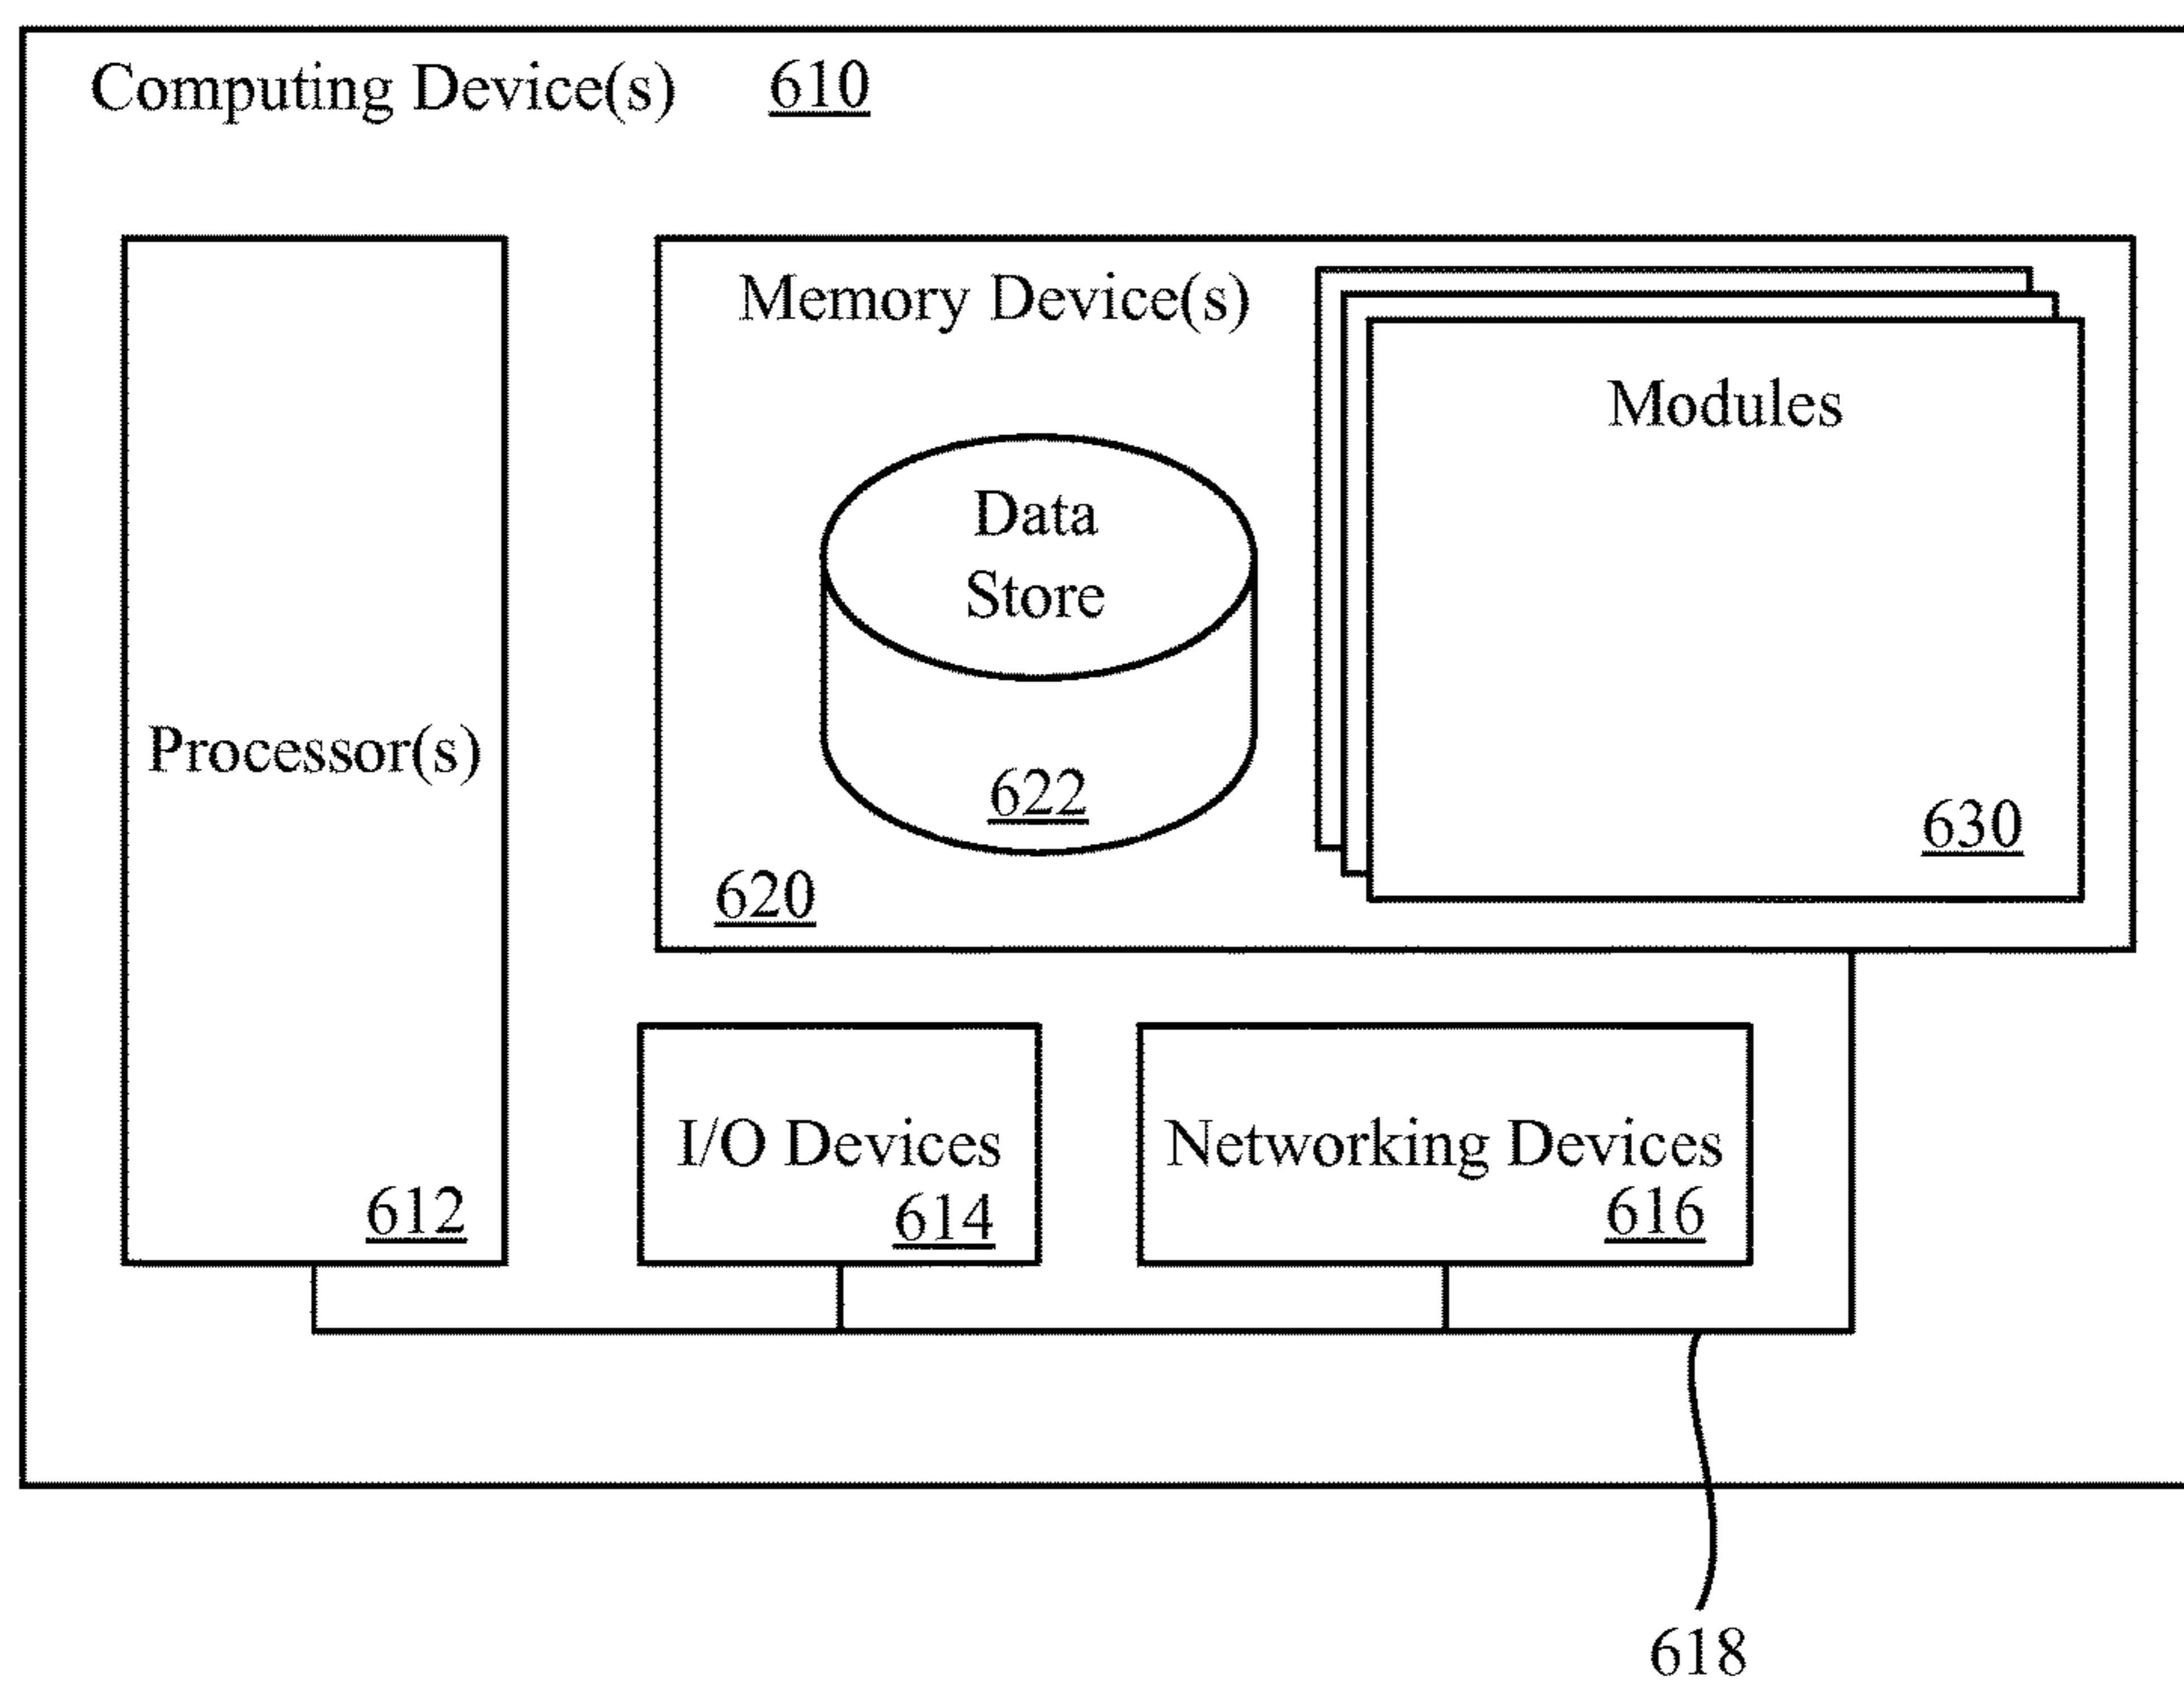 Computing Device(s) 610
Memory Device(s)
Modules
Data
Store
Processor(s)
622
630
620
I/O Devices
Networking Devices
612
614
616
618